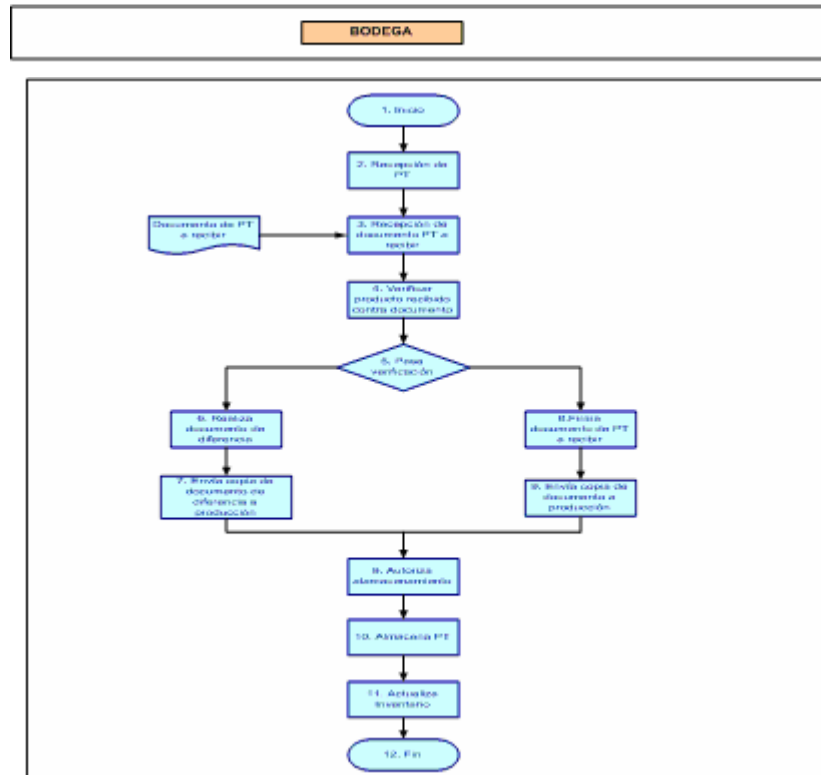 BODEGA
1. Inicio
2. Recepción de
PT
Documento de PT
a recibir
3. Recepción de
documento PT a
recibir
4. Verificar
producto recibido
contra documento
5. Pasa
verificación
6. Realiza
documento de
diferencia
7. Envía copia de
documento de
diferencia a
producción
8.Firma
documento de PT
a recibir
9. Envía copia de
documento a
producción
9. Autoriza
almacenamiento
10. Almacena PT
11. Actualiza
Inventario
12. Fin